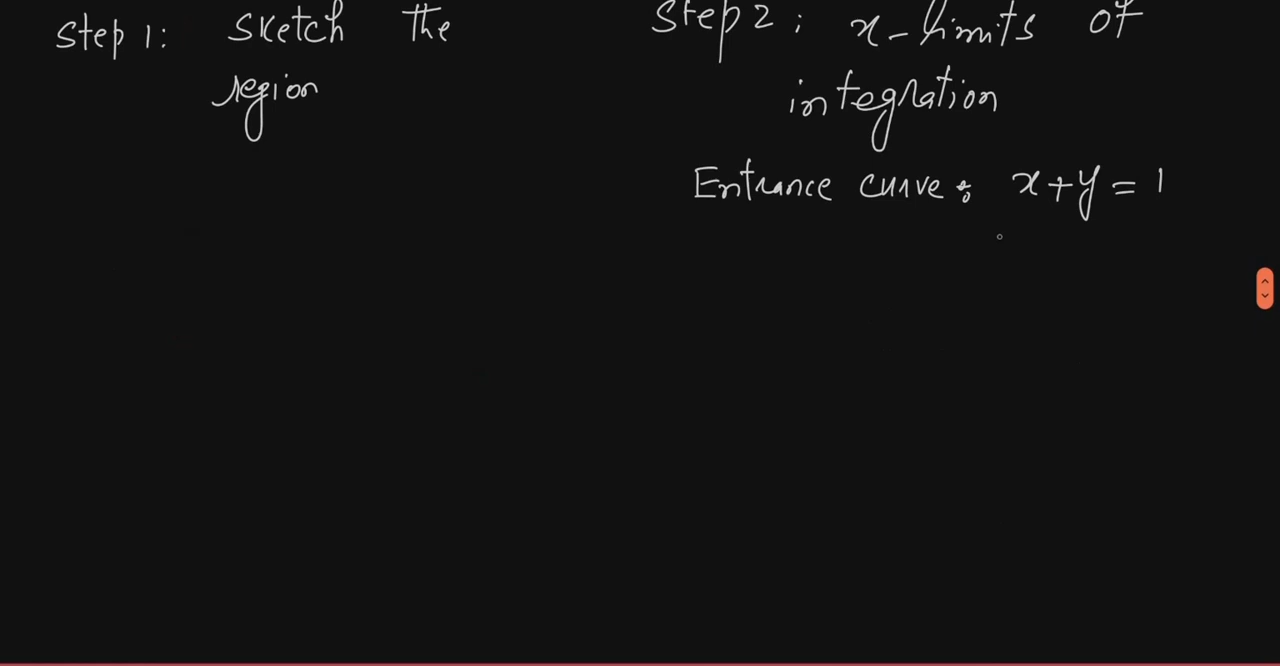 Step 1: Sketch the
region
Step 2: x-limits of
integration
Entrance curve: x+y=1